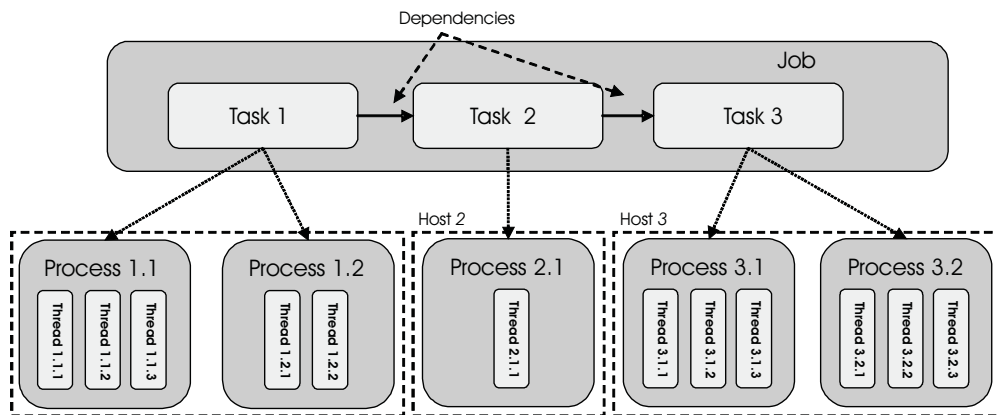 Dependencies
Job
Task 1
Task 2
Task 3
Host 2
Host 3
Process 1.1
Process 1.2
Process 2.1
Process 3.1
Process 3.2
Thread 1.1.1
Thread 1.1.2
Thread 1.1.3
Thread 1.2.1
Thread 1.2.2
Thread 2.1.1
Thread 3.1.1
Thread 3.1.2
Thread 3.1.3
Thread 3.2.1
Thread 3.2.2
Thread 3.2.3